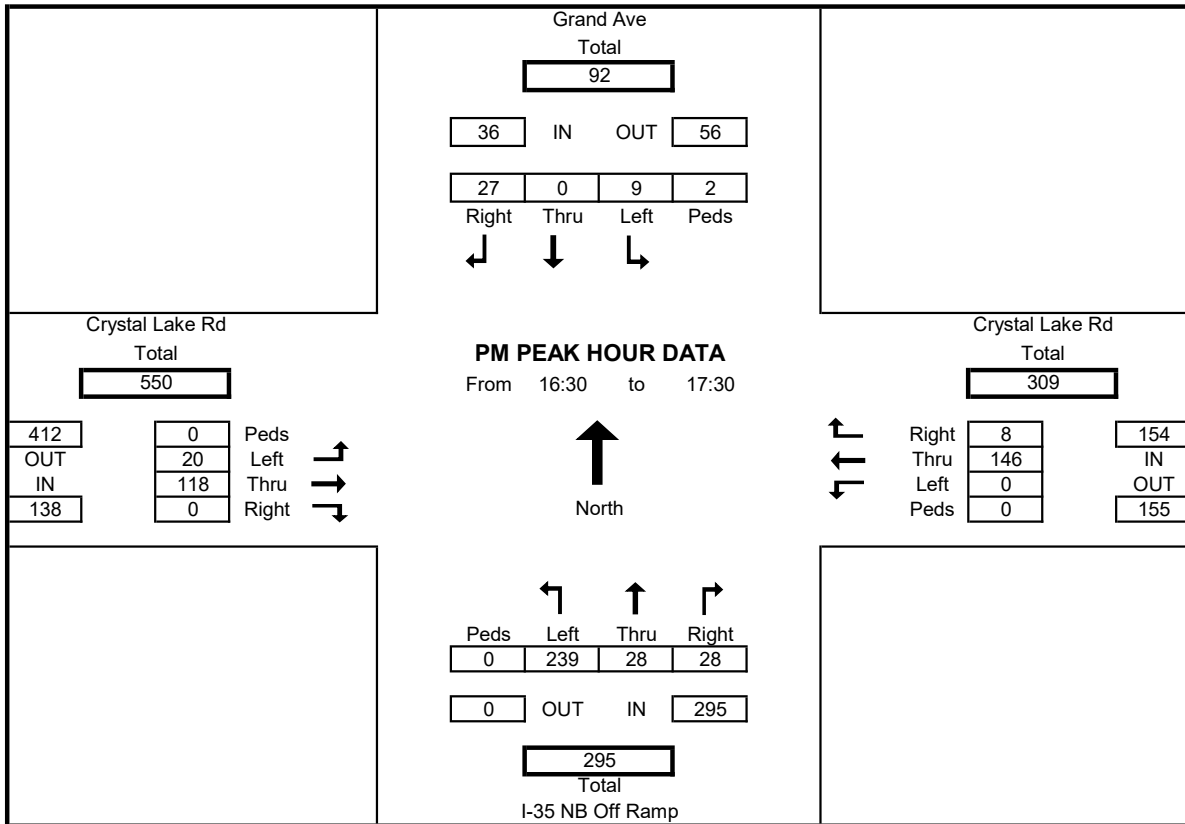 Grand Ave
Total
92
36 IN OUT 56
27 0 9 2
Right Thru Left Peds
Crystal Lake Rd
Total
550
412 0 Peds
OUT 20 Left
IN 118 Thru
138 0 Right
PM PEAK HOUR DATA
From 16:30 to 17:30
North
Crystal Lake Rd
Total
309
Right 8 154
Thru 146 IN
Left 0 OUT
Peds 0 155
Peds Left Thru Right
0 239 28 28
0 OUT IN 295
295
Total
I-35 NB Off Ramp